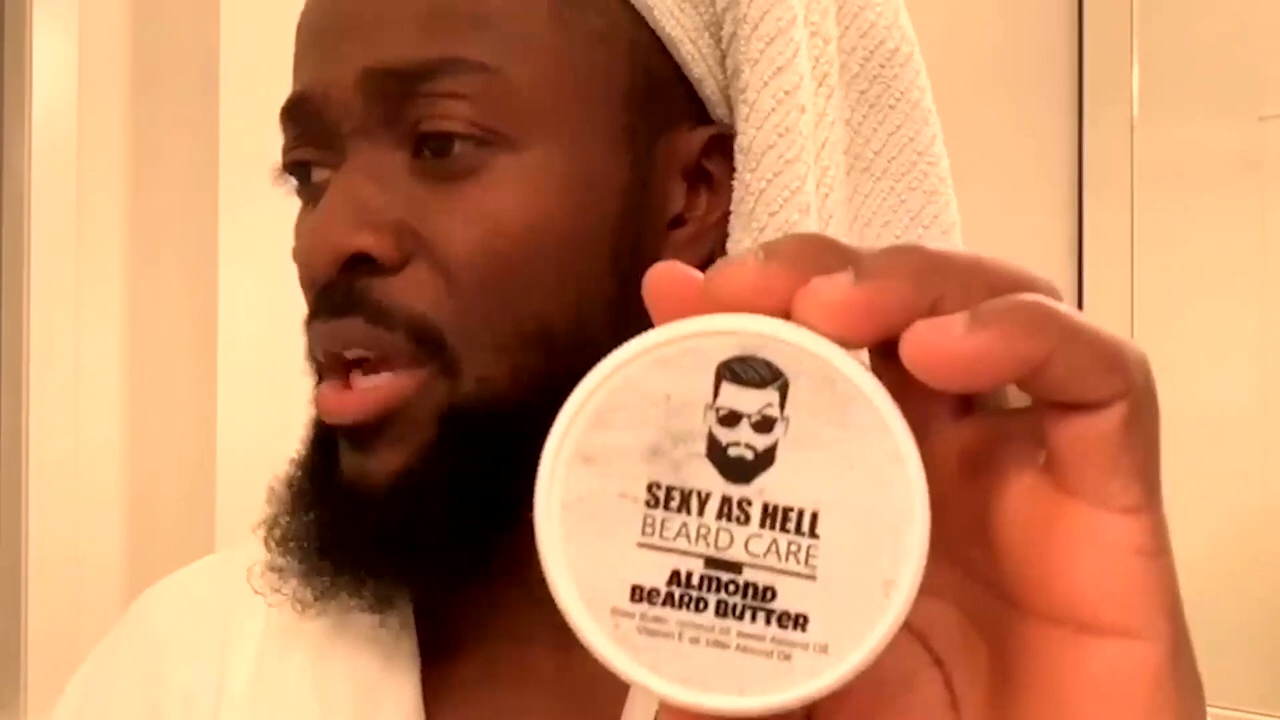 SEXY AS HELL
BEARD CARE
ALMOND
BEARD BUTTER
Shea Butter, Coconut oil, Sweet Almond Oil
Vitamin E oil, Bitter Almond Oil